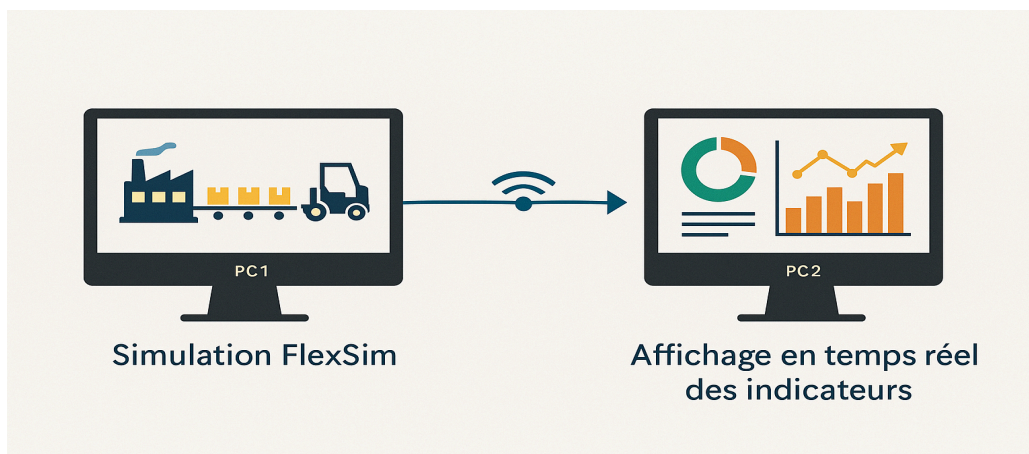 PC1
PC2
Simulation FlexSim
Affichage en temps réel
des indicateurs